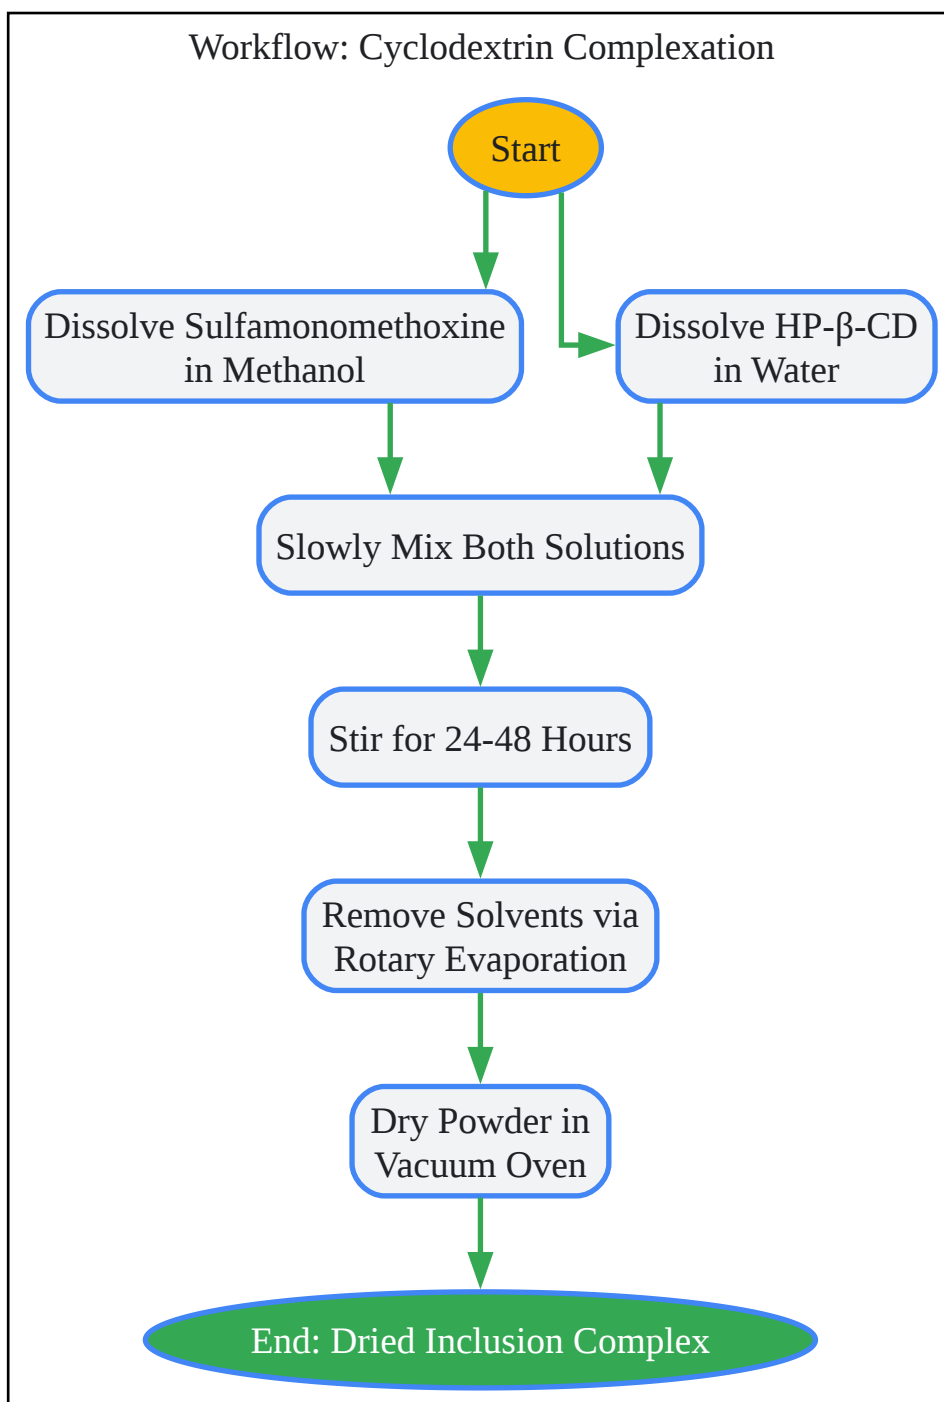 Workflow: Cyclodextrin Complexation
Start
Dissolve Sulfamonomethoxine
in Methanol
Dissolve HP-β-CD
in Water
Slowly Mix Both Solutions
Stir for 24-48 Hours
Remove Solvents via
Rotary Evaporation
Dry Powder in
Vacuum Oven
End: Dried Inclusion Complex